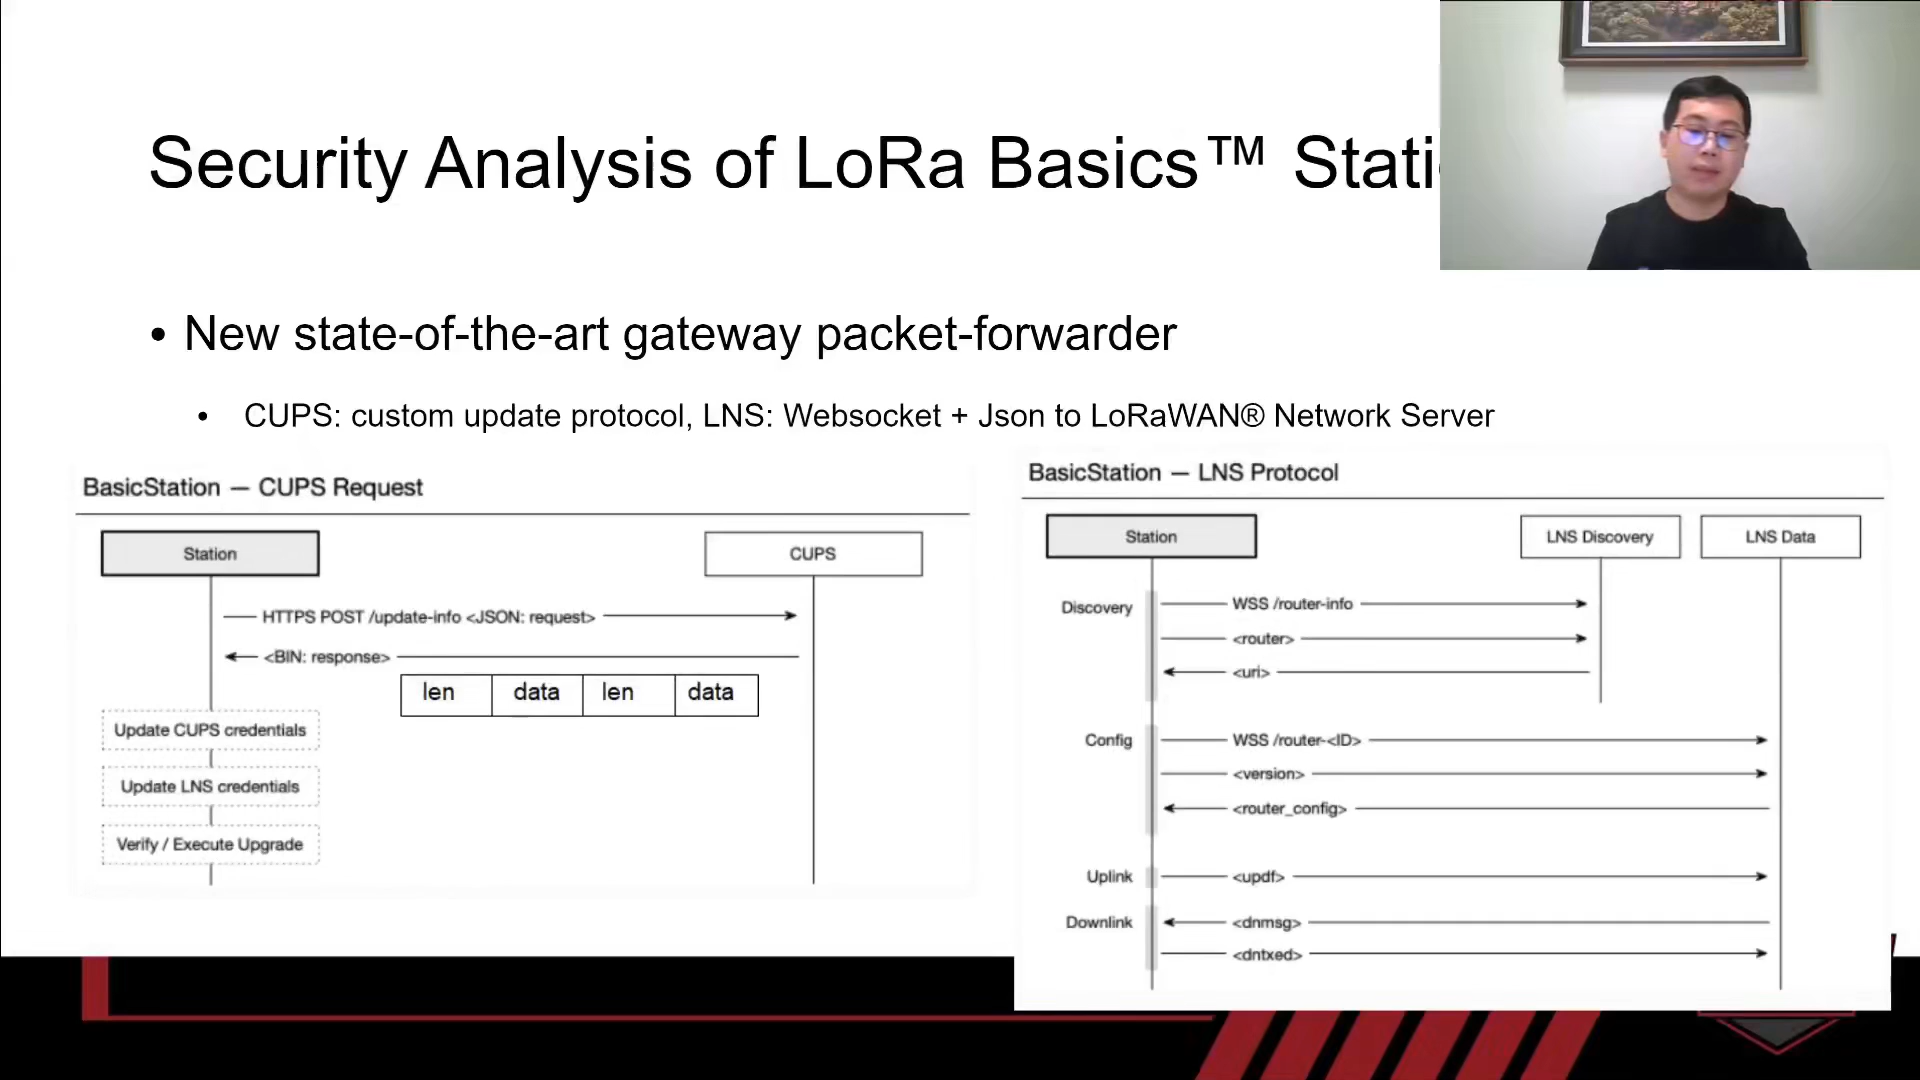 Security Analysis of LoRa Basics™ Stati
• New state-of-the-art gateway packet-forwarder
• CUPS: custom update protocol, LNS: Websocket + Json to LoRaWAN® Network Server
BasicStation — CUPS Request
Station
CUPS
HTTPS POST /update-info <JSON: request>
<BIN: response>
len data len data
Update CUPS credentials
Update LNS credentials
Verify / Execute Upgrade
BasicStation — LNS Protocol
Station
LNS Discovery
LNS Data
Discovery
WSS /router-info
<router>
<uri>
Config
WSS /router-<ID>
<version>
<router_config>
Uplink
<updf>
Downlink
<dnmsg>
<dntxed>